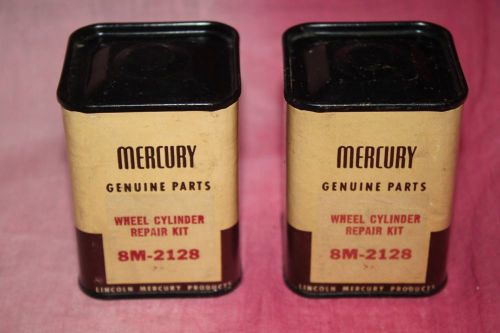 MERCURY
GENUINE PARTS
WHEEL CYLINDER
REPAIR KIT
8M-2128
LINCOLN MERCURY PRODUCTS
MERCURY
GENUINE PARTS
WHEEL CYLINDER
REPAIR KIT
8M-2128
LINCOLN MERCURY PRODUCTS